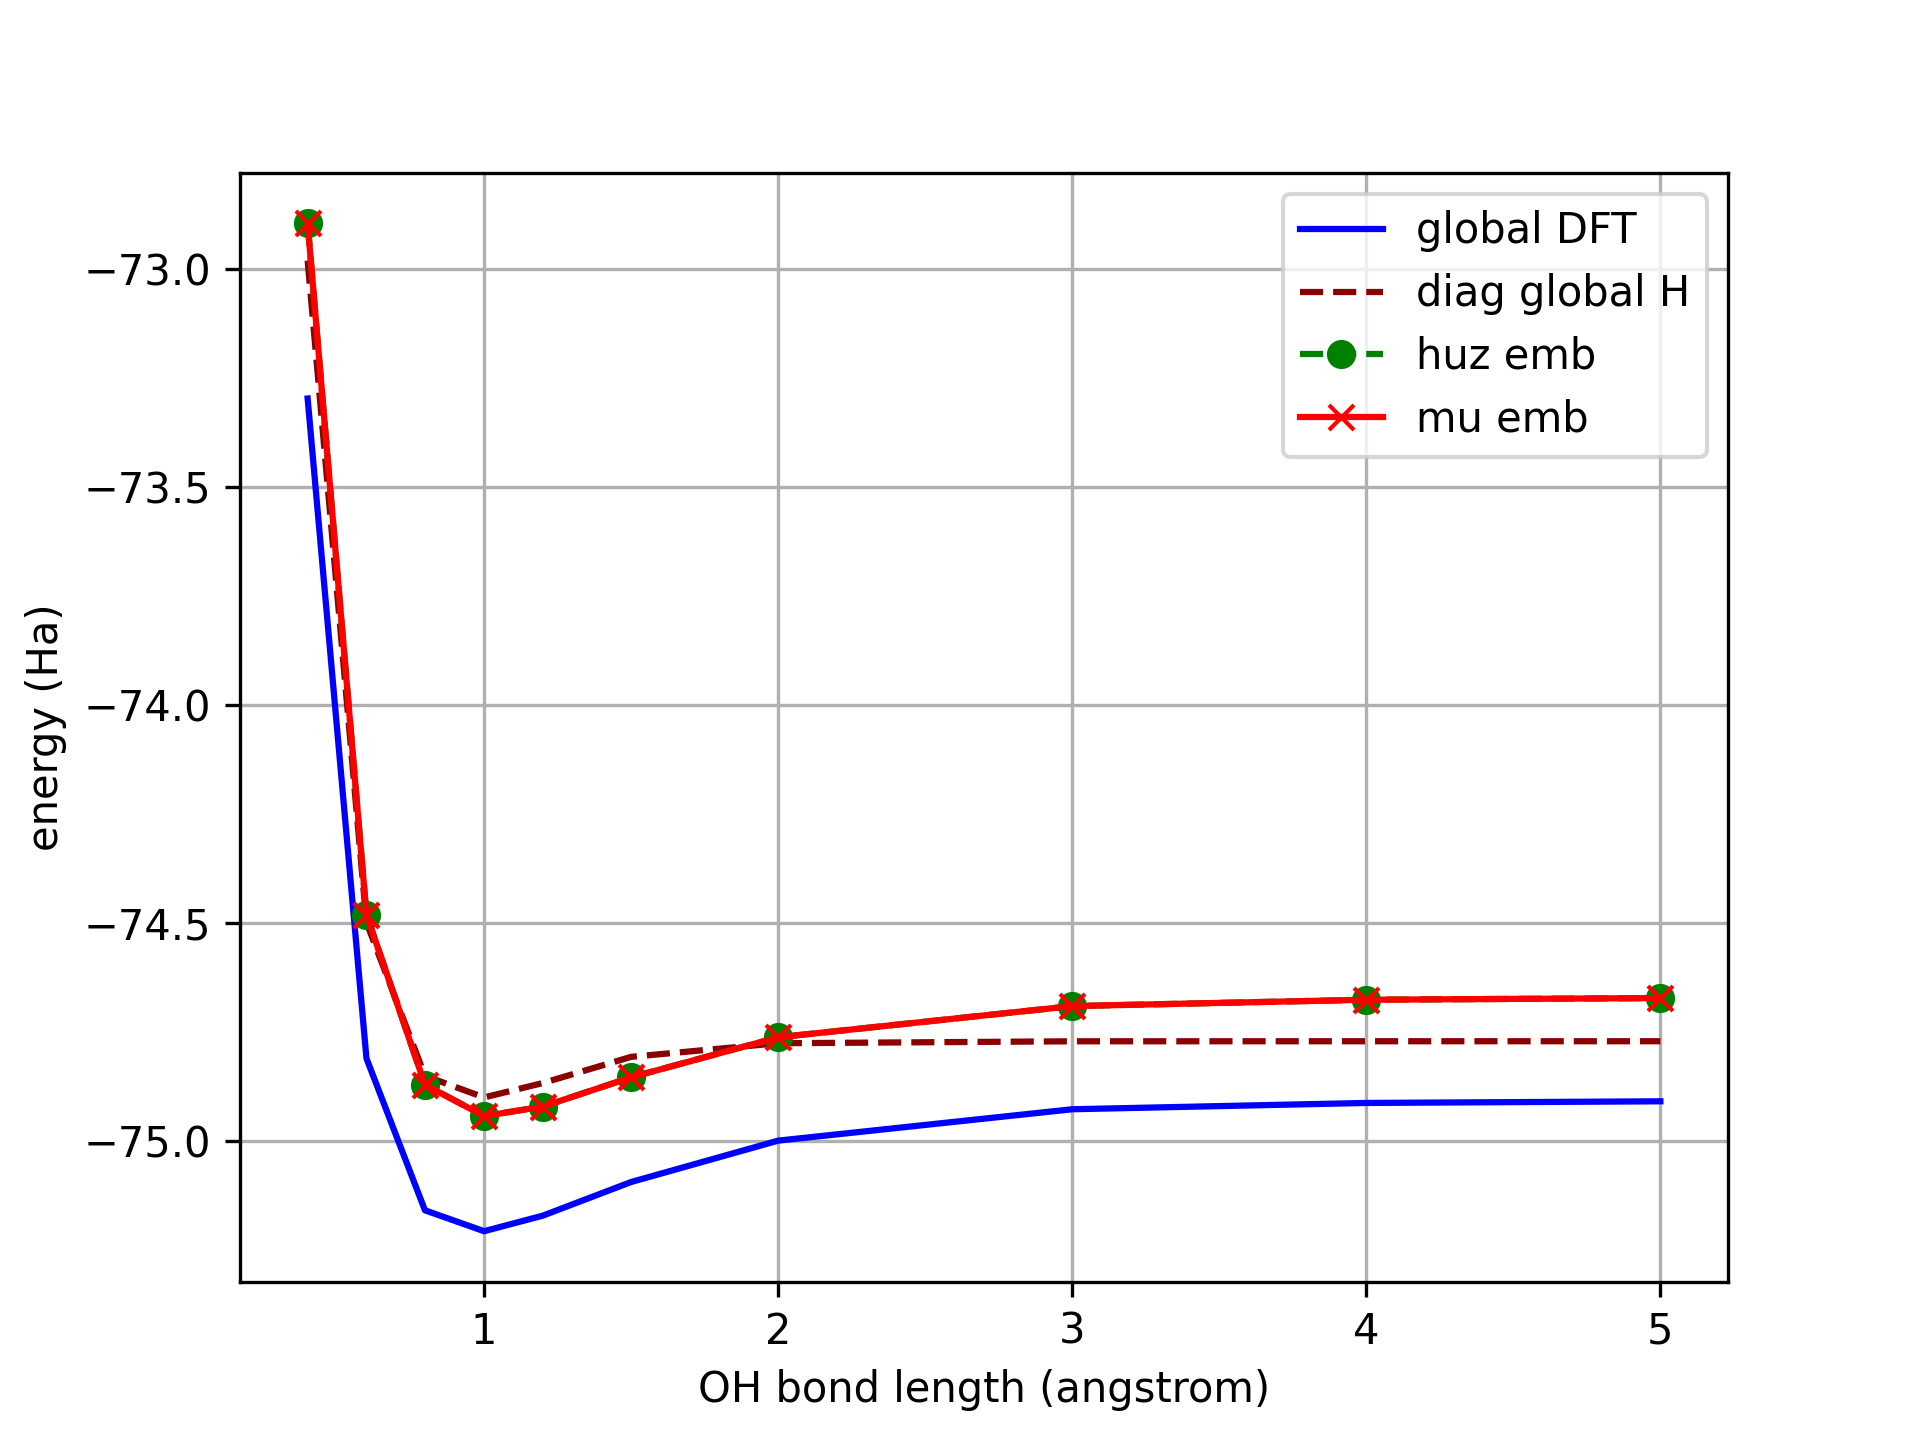 global DFT
diag global H
huz emb
mu emb
−73.0
−73.5
−74.0
−74.5
−75.0
energy (Ha)
1 2 3 4 5
OH bond length (angstrom)